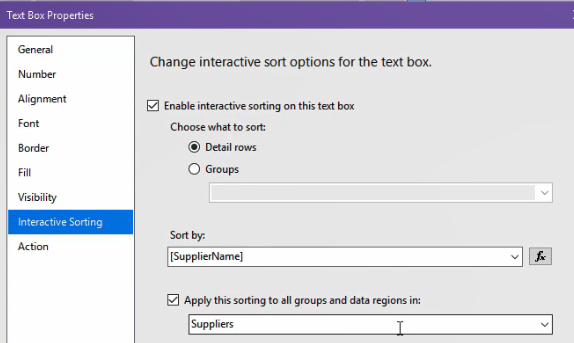 Text Box Properties
General
Number
Alignment
Font
Border
Fill
Visibility
Interactive Sorting
Action
Change interactive sort options for the text box.
Enable interactive sorting on this text box
Choose what to sort:
Detail rows
Groups
Sort by:
[SupplierName]
fx
Apply this sorting to all groups and data regions in:
Suppliers